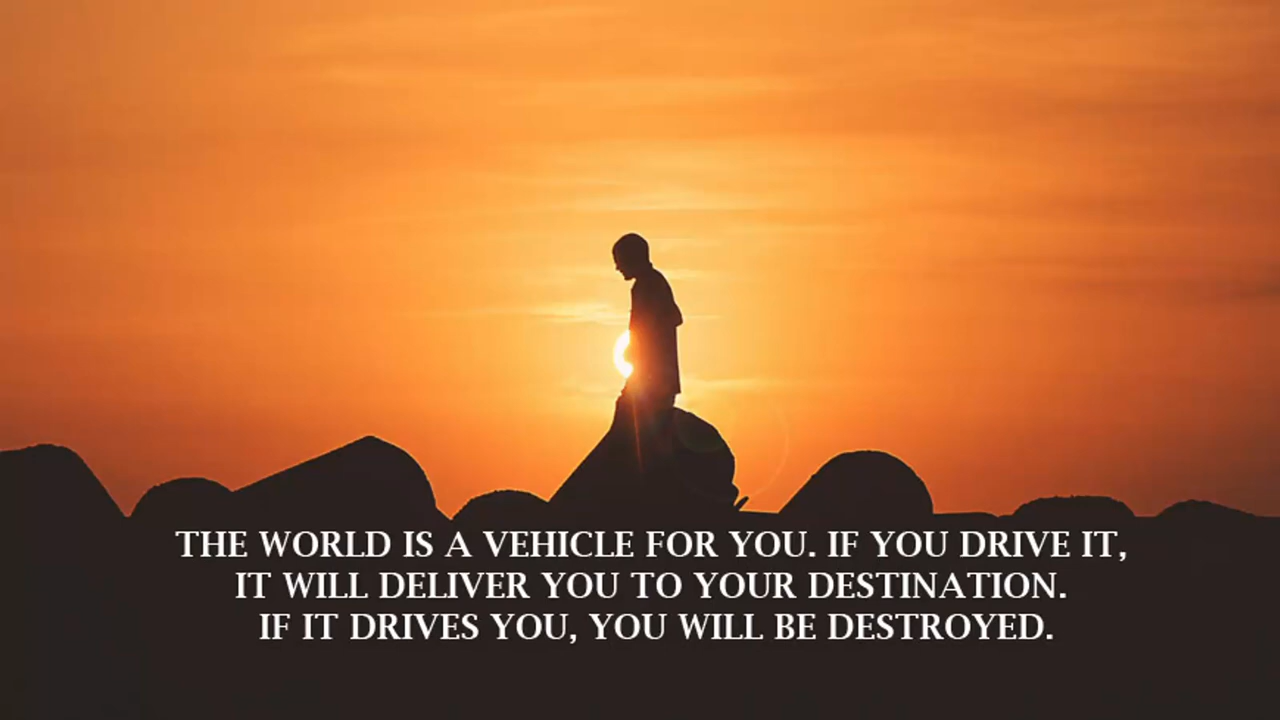 THE WORLD IS A VEHICLE FOR YOU. IF YOU DRIVE IT,
IT WILL DELIVER YOU TO YOUR DESTINATION.
IF IT DRIVES YOU, YOU WILL BE DESTROYED.